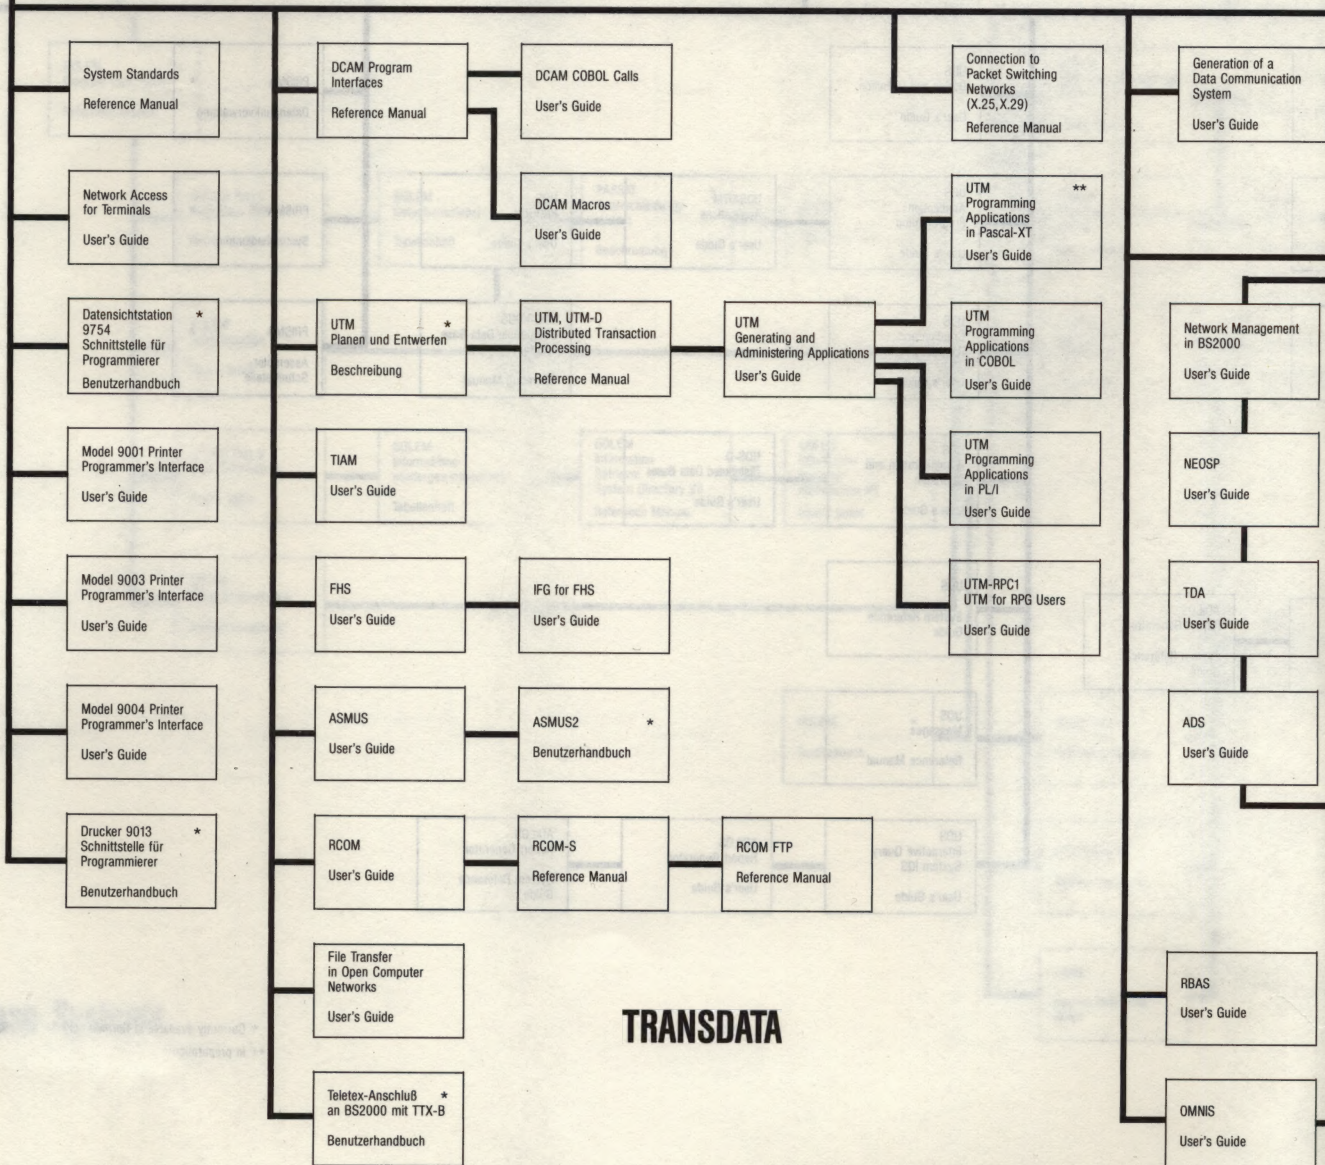 System Standards
Reference Manual
Network Access
for Terminals
User's Guide
Datensichtstation *
9754
Schnittstelle für
Programmierer
Benutzerhandbuch
Model 9001 Printer
Programmer's Interface
User's Guide
Model 9003 Printer
Programmer's Interface
User's Guide
Model 9004 Printer
Programmer's Interface
User's Guide
Drucker 9013 *
Schnittstelle für
Programmierer
Benutzerhandbuch
DCAM Program
Interfaces
Reference Manual
DCAM COBOL Calls
User's Guide
DCAM Macros
User's Guide
UTM *
Planen und Entwerfen
Beschreibung
UTM, UTM-D
Distributed Transaction
Processing
Reference Manual
UTM
Generating and
Administering Applications
User's Guide
TIAM
User's Guide
FHS
User's Guide
IFG for FHS
User's Guide
ASMUS
User's Guide
ASMUS2 *
Benutzerhandbuch
RCOM
User's Guide
RCOM-S
Reference Manual
RCOM FTP
Reference Manual
File Transfer
in Open Computer
Networks
User's Guide
Teletex-Anschluß *
an BS2000 mit TTX-B
Benutzerhandbuch
TRANSDATA
Connection to
Packet Switching
Networks
(X.25,X.29)
Reference Manual
UTM **
Programming
Applications
in Pascal-XT
User's Guide
UTM
Programming
Applications
in COBOL
User's Guide
UTM
Programming
Applications
in PL/I
User's Guide
UTM-RPC1
UTM for RPG Users
User's Guide
Generation of a
Data Communication
System
User's Guide
Network Management
in BS2000
User's Guide
NEOSP
User's Guide
TDA
User's Guide
ADS
User's Guide
RBAS
User's Guide
OMNIS
User's Guide